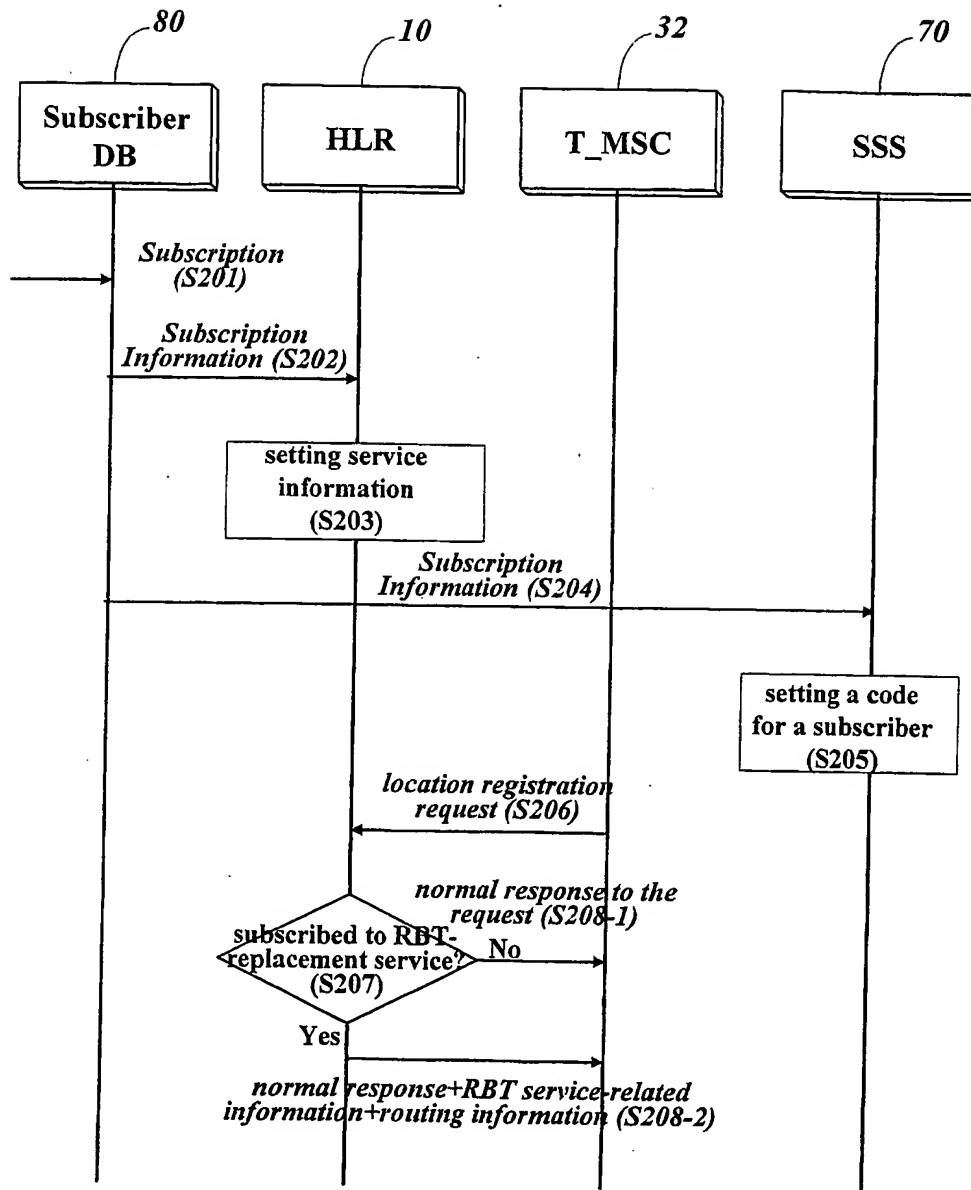 80
10
32
70
Subscriber
DB
HLR
T_MSC
SSS
Subscription
(S201)
Subscription
Information (S202)
setting service
information
(S203)
Subscription
Information (S204)
setting a code
for a subscriber
(S205)
location registration
request (S206)
normal response to the
request (S208-1)
subscribed to RBT-
replacement service?
(S207)
No
Yes
normal response+RBT service-related
information+routing information (S208-2)